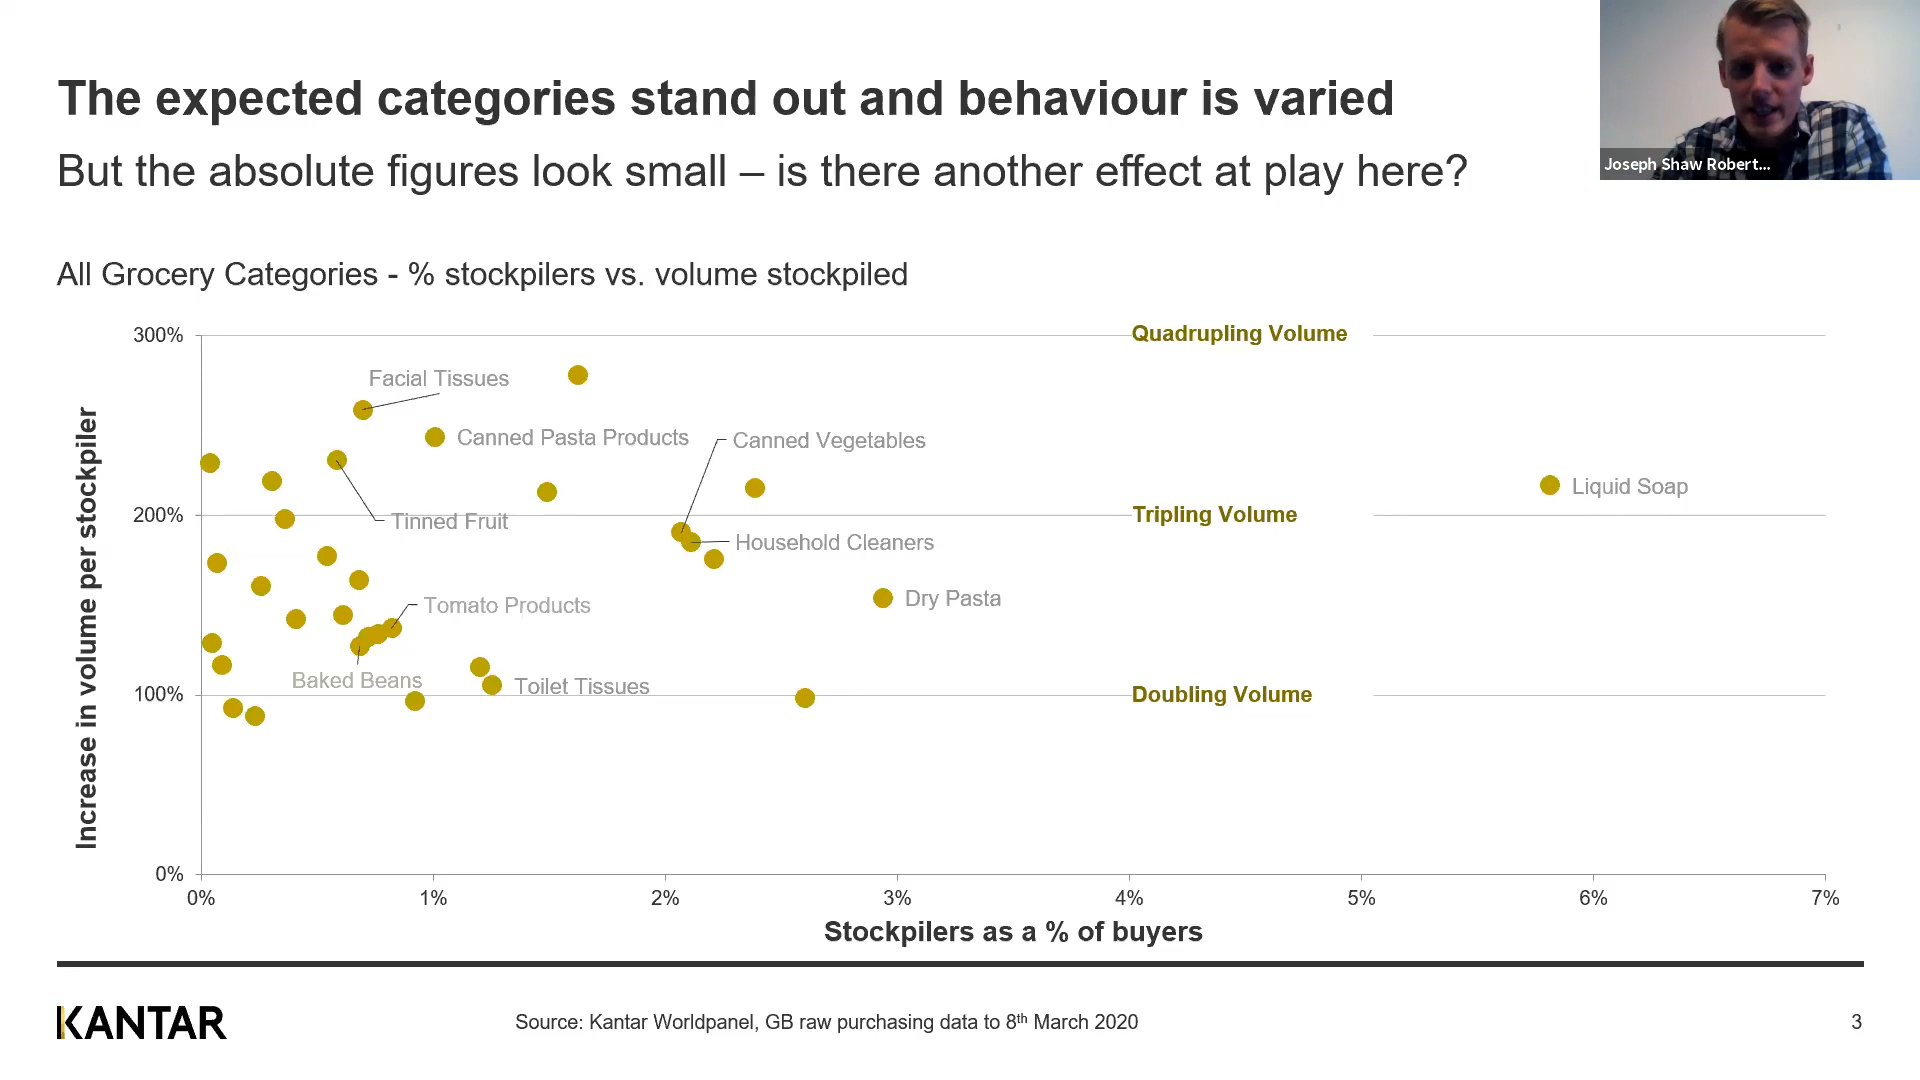 The expected categories stand out and behaviour is varied
But the absolute figures look small – is there another effect at play here?
Joseph Shaw Robert...
All Grocery Categories - % stockpilers vs. volume stockpiled
Increase in volume per stockpiler
300%
200%
100%
0%
Quadrupling Volume
Tripling Volume
Doubling Volume
Facial Tissues
Canned Pasta Products
Canned Vegetables
Liquid Soap
Tinned Fruit
Household Cleaners
Dry Pasta
Tomato Products
Baked Beans
Toilet Tissues
0% 1% 2% 3% 4% 5% 6% 7%
Stockpilers as a % of buyers
KANTAR
Source: Kantar Worldpanel, GB raw purchasing data to 8th March 2020
3